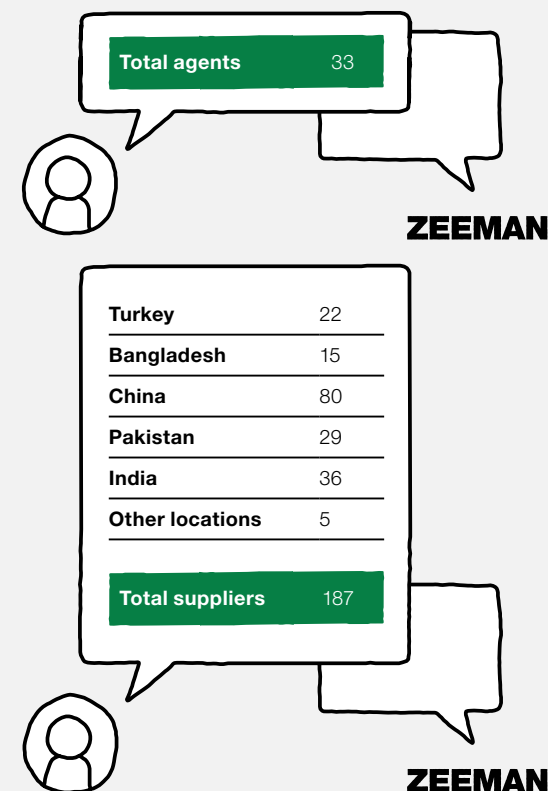 Total agents 33
ZEEMAN
Turkey 22
Bangladesh 15
China 80
Pakistan 29
India 36
Other locations 5
Total suppliers 187
ZEEMAN